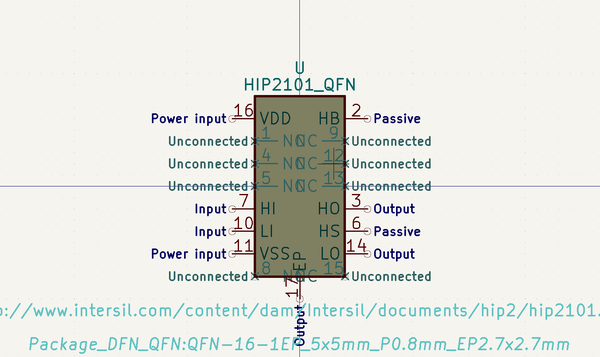 U
HIP2101_QFN
Power input 16 VDD HB 2 Passive
Unconnected 1 NC NC 9 Unconnected
Unconnected 4 NC NC 12 Unconnected
Unconnected 5 NC NC 13 Unconnected
Input 7 HI HO 3 Output
Input 10 LI HS 6 Passive
Power input 11 VSS LO 14 Output
Unconnected 8 NC NC 15 Unconnected
EP
17
Output
p://www.intersil.com/content/dam/Intersil/documents/hip2/hip2101.
Package_DFN_QFN:QFN-16-1EP_5x5mm_P0.8mm_EP2.7x2.7mm